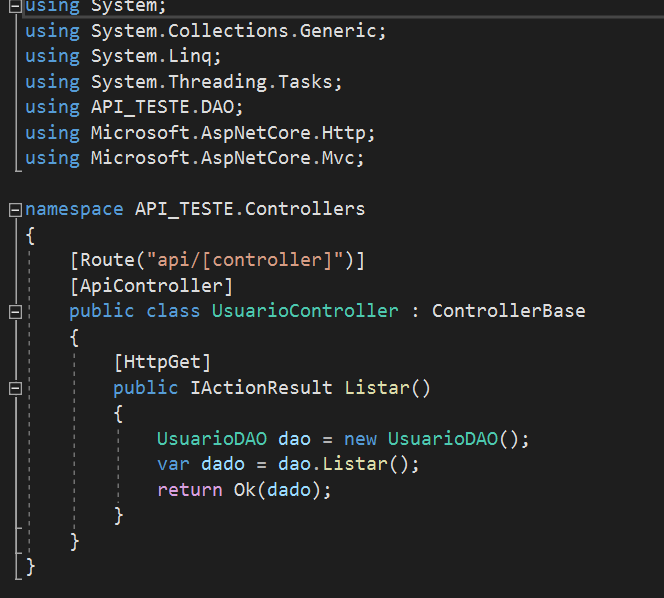 using System;
using System.Collections.Generic;
using System.Linq;
using System.Threading.Tasks;
using API_TESTE.DAO;
using Microsoft.AspNetCore.Http;
using Microsoft.AspNetCore.Mvc;
namespace API_TESTE.Controllers
{
[Route("api/[controller]")]
[ApiController]
public class UsuarioController : ControllerBase
{
[HttpGet]
public IActionResult Listar()
{
UsuarioDAO dao = new UsuarioDAO();
var dado = dao.Listar();
return Ok(dado);
}
}
}